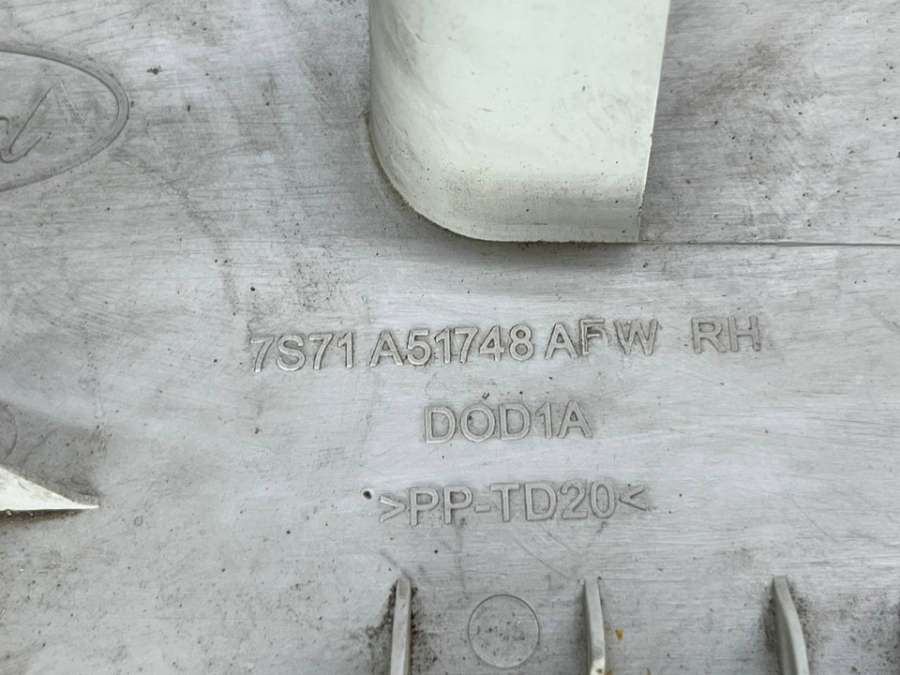 7S71 A51748 AFW RH
DOD1A
>PP-TD20<